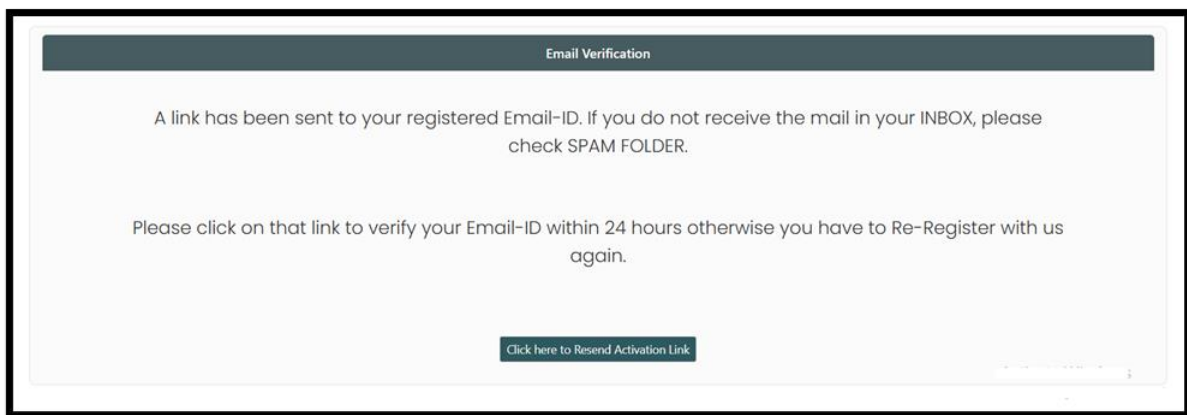 Email Verification
A link has been sent to your registered Email-ID. If you do not receive the mail in your INBOX, please
check SPAM FOLDER.
Please click on that link to verify your Email-ID within 24 hours otherwise you have to Re-Register with us
again.
Click here to Resend Activation Link